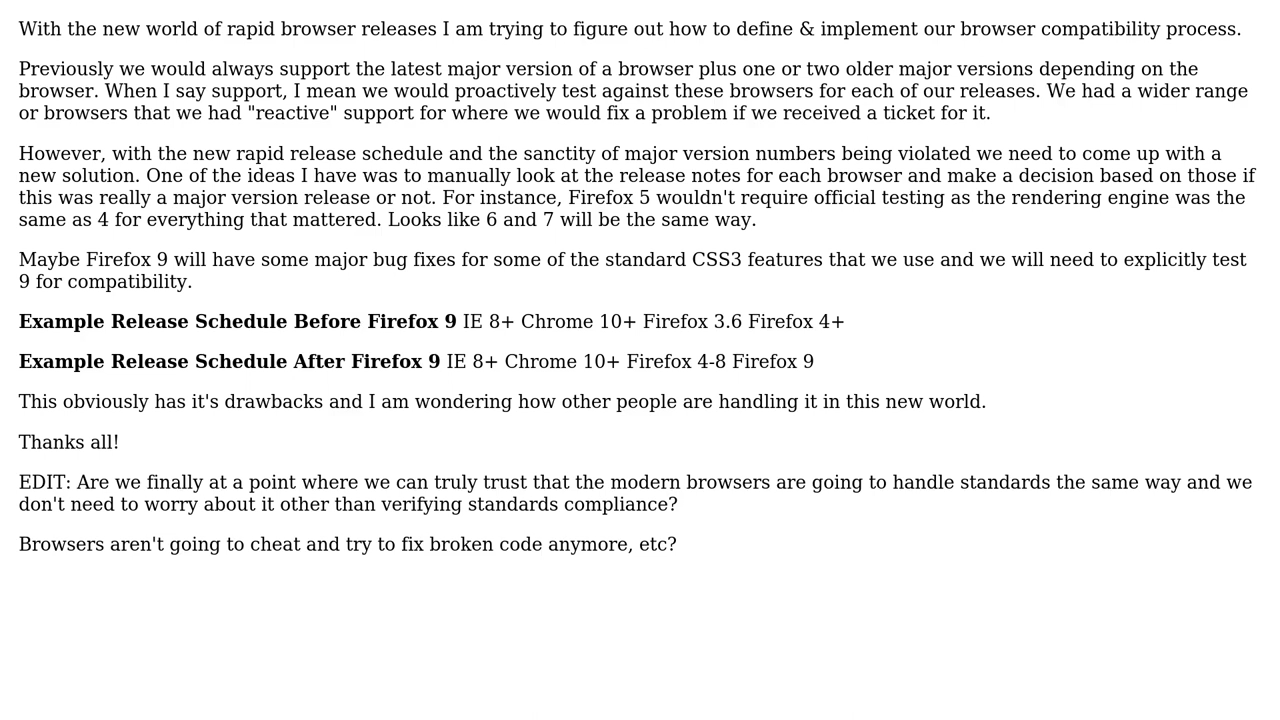 With the new world of rapid browser releases I am trying to figure out how to define & implement our browser compatibility process.
Previously we would always support the latest major version of a browser plus one or two older major versions depending on the
browser. When I say support, I mean we would proactively test against these browsers for each of our releases. We had a wider range
or browsers that we had "reactive" support for where we would fix a problem if we received a ticket for it.
However, with the new rapid release schedule and the sanctity of major version numbers being violated we need to come up with a
new solution. One of the ideas I have was to manually look at the release notes for each browser and make a decision based on those if
this was really a major version release or not. For instance, Firefox 5 wouldn't require official testing as the rendering engine was the
same as 4 for everything that mattered. Looks like 6 and 7 will be the same way.
Maybe Firefox 9 will have some major bug fixes for some of the standard CSS3 features that we use and we will need to explicitly test
9 for compatibility.
Example Release Schedule Before Firefox 9 IE 8+ Chrome 10+ Firefox 3.6 Firefox 4+
Example Release Schedule After Firefox 9 IE 8+ Chrome 10+ Firefox 4-8 Firefox 9
This obviously has it's drawbacks and I am wondering how other people are handling it in this new world.
Thanks all!
EDIT: Are we finally at a point where we can truly trust that the modern browsers are going to handle standards the same way and we
don't need to worry about it other than verifying standards compliance?
Browsers aren't going to cheat and try to fix broken code anymore, etc?